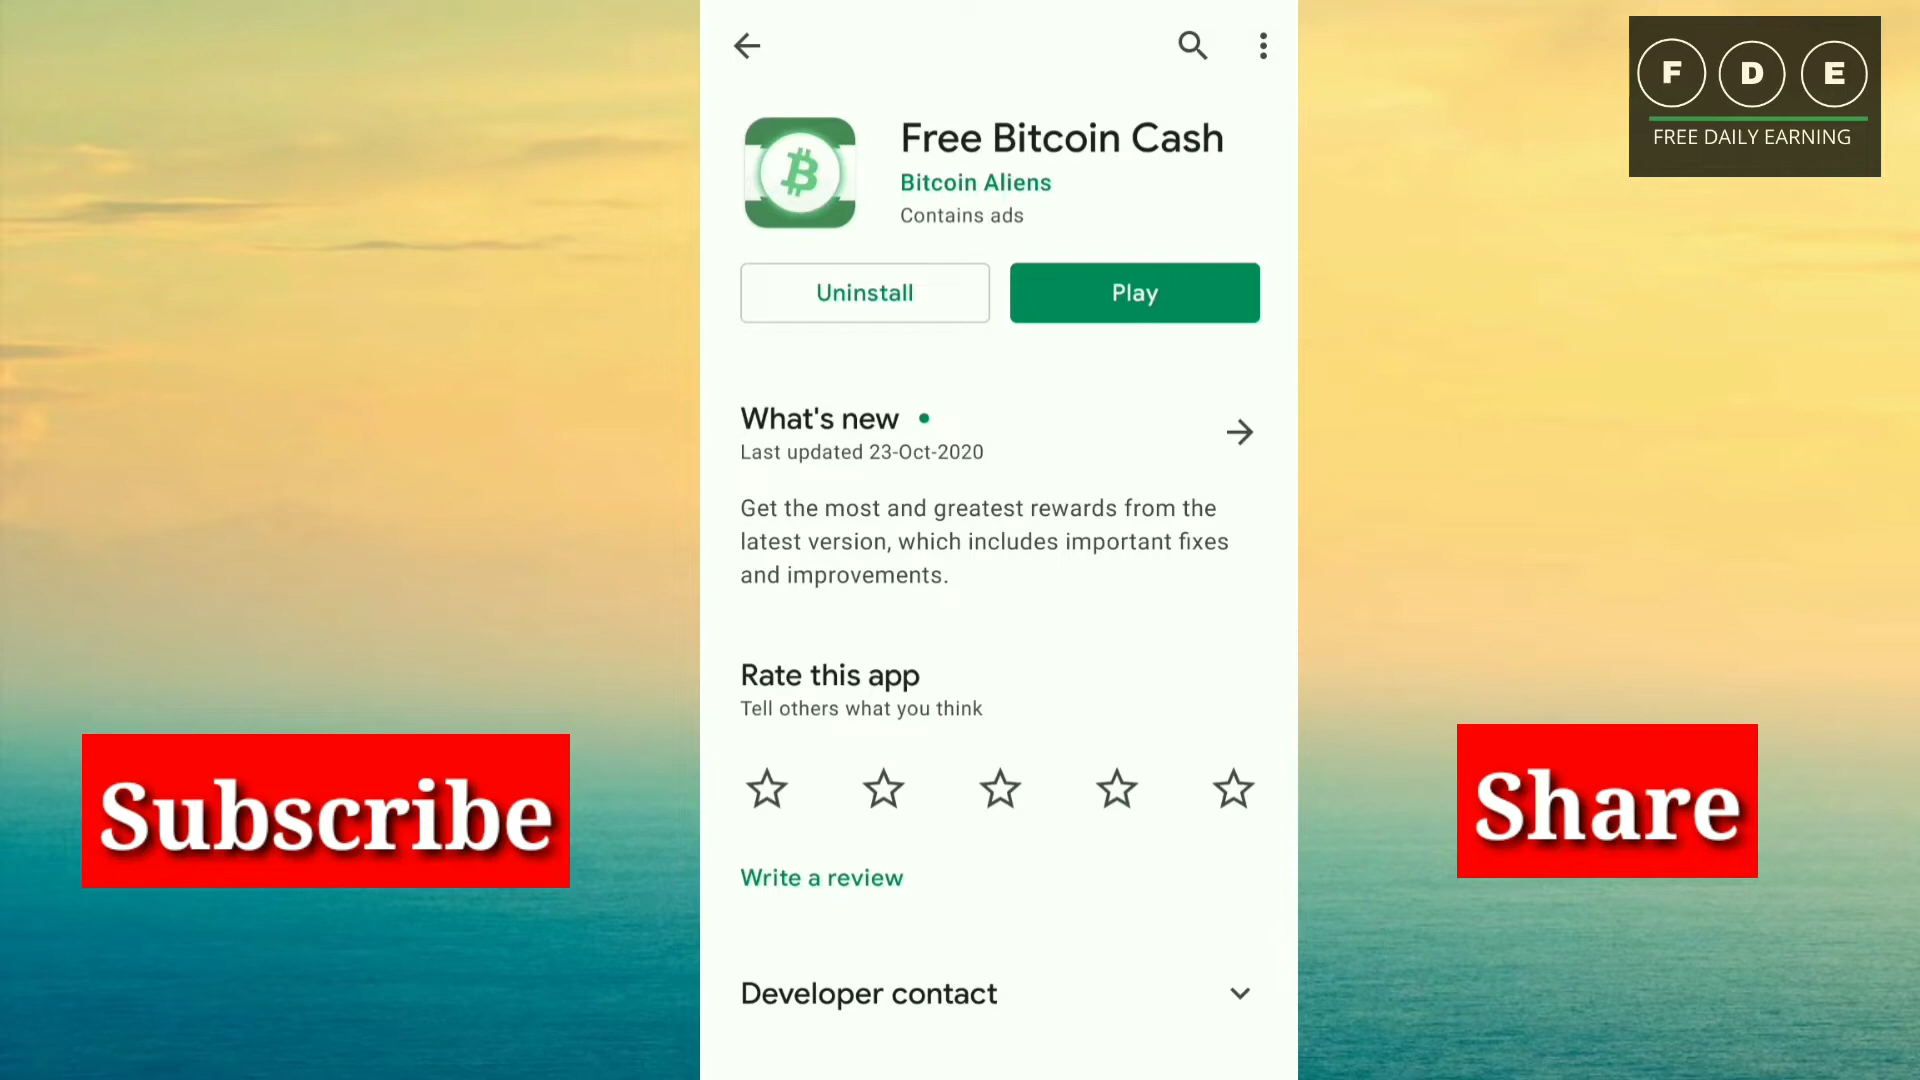 F D E
FREE DAILY EARNING
Free Bitcoin Cash
Bitcoin Aliens
Contains ads
Uninstall
Play
What's new
Last updated 23-Oct-2020
Get the most and greatest rewards from the
latest version, which includes important fixes
and improvements.
Rate this app
Tell others what you think
Subscribe
Share
Write a review
Developer contact